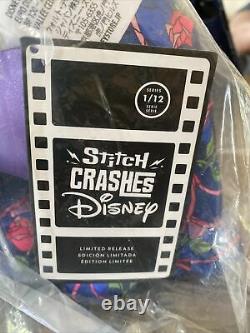 SERIES
1/12
SERIE
SÉRIE
STITCH
CRASHES
Disney
LIMITED RELEASE
EDICIÓN LIMITADA
ÉDITION LIMITÉE